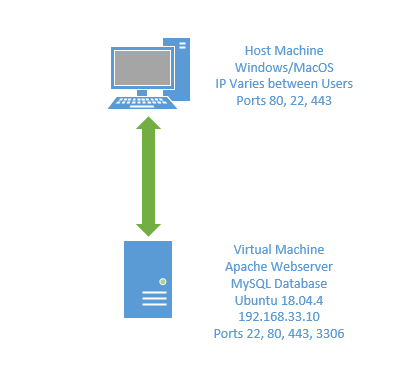 Host Machine
Windows/MacOS
IP Varies between Users
Ports 80, 22, 443
Virtual Machine
Apache Webserver
MySQL Database
Ubuntu 18.04.4
192.168.33.10
Ports 22, 80, 443, 3306